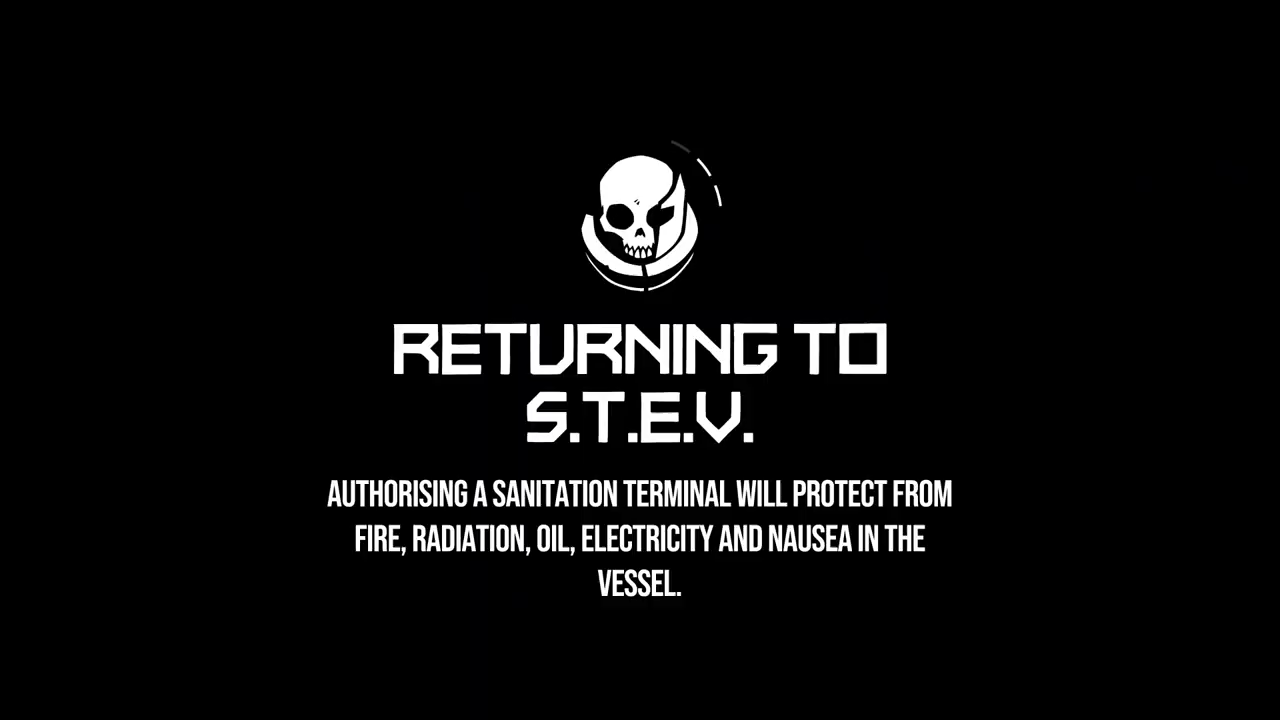 RETURNING TO
S.T.E.V.
AUTHORISING A SANITATION TERMINAL WILL PROTECT FROM
FIRE, RADIATION, OIL, ELECTRICITY AND NAUSEA IN THE
VESSEL.